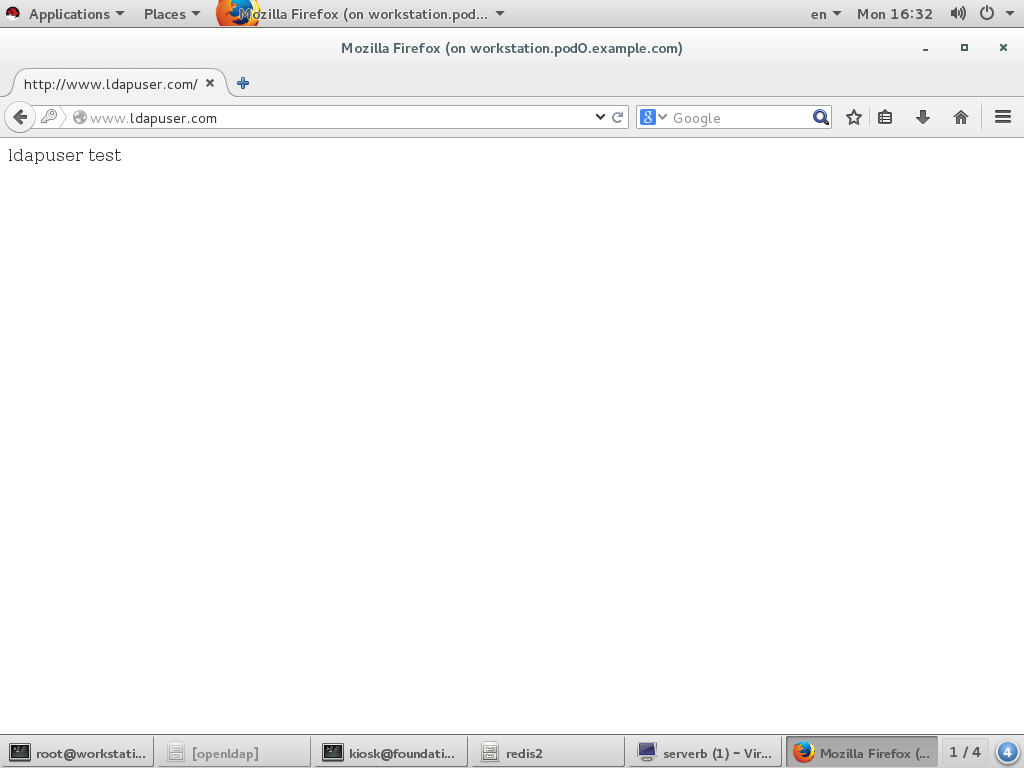 Applications Places Mozilla Firefox (on workstation.pod... en Mon 16:32
Mozilla Firefox (on workstation.pod0.example.com)
http://www.ldapuser.com/
www.ldapuser.com Google
ldapuser test
root@workstati... [openldap] kiosk@foundati... redis2 serverb (1) – Vir... Mozilla Firefox (... 1 / 4 4